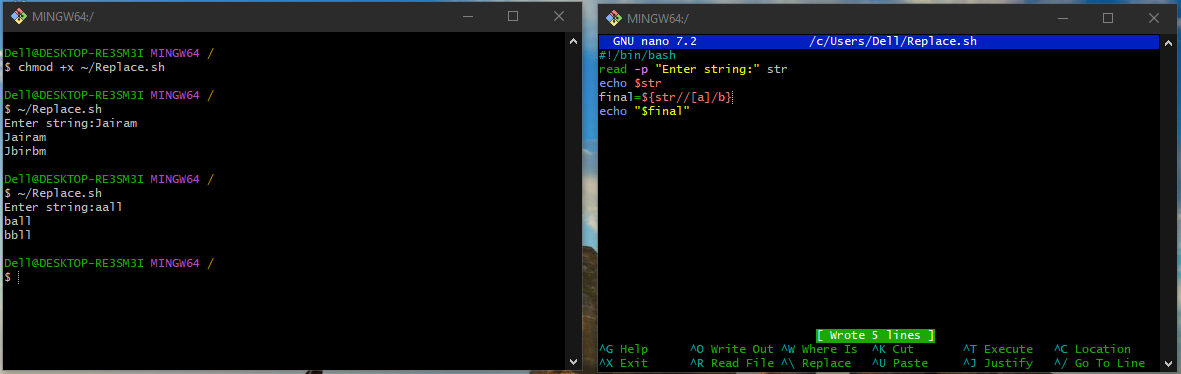 MINGW64:/
Dell@DESKTOP-RE3SM3I MINGW64 /
$ chmod +x ~/Replace.sh
Dell@DESKTOP-RE3SM3I MINGW64 /
$ ~/Replace.sh
Enter string:Jairam
Jairam
Jbirbm
Dell@DESKTOP-RE3SM3I MINGW64 /
$ ~/Replace.sh
Enter string:aall
ball
bbll
Dell@DESKTOP-RE3SM3I MINGW64 /
$
MINGW64:/
GNU nano 7.2 /c/Users/Dell/Replace.sh
#!/bin/bash
read -p "Enter string:" str
echo $str
final=${str//[a]/b}
echo "$final"
[ Wrote 5 lines ]
^G Help ^O Write Out ^W Where Is ^K Cut ^T Execute ^C Location
^X Exit ^R Read File ^\ Replace ^U Paste ^J Justify ^/ Go To Line